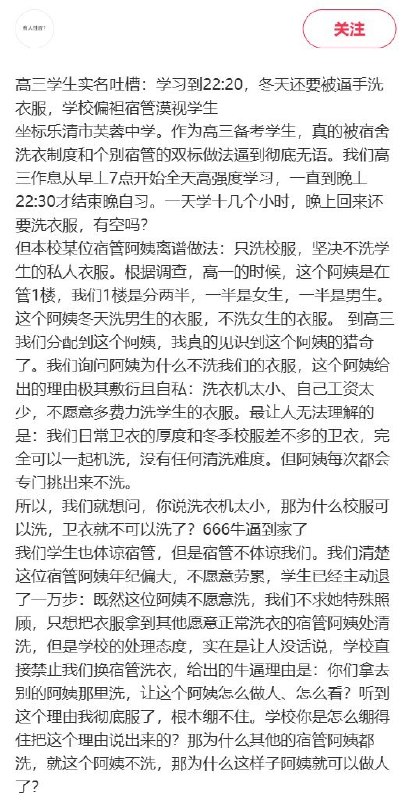 关注
高三学生实名吐槽：学习到22:20，冬天还要被逼手洗
衣服，学校偏袒宿管漠视学生
坐标乐清市芙蓉中学。作为高三备考学生，真的被宿舍
洗衣制度和个别宿管的双标做法逼到彻底无语。我们高
三作息从早上7点开始全天高强度学习，一直到晚上
22:30才结束晚自习。一天学十几个小时，晚上回来还
要洗衣服，有空吗？
但本校某位宿管阿姨离谱做法：只洗校服，坚决不洗学
生的私人衣服。根据调查，高一的时候，这个阿姨是在
管1楼，我们1楼是分两半，一半是女生，一半是男生。
这个阿姨冬天洗男生的衣服，不洗女生的衣服。 到高三
我们分配到这个阿姨，我真的见识到这个阿姨的猎奇
了。我们询问阿姨为什么不洗我们的衣服，这个阿姨给
出的理由极其敷衍且自私：洗衣机太小、自己工资太
少，不愿意多费力洗学生的衣服。最让人无法理解的
是：我们日常卫衣的厚度和冬季校服差不多的卫衣，完
全可以一起机洗，没有任何清洗难度。但阿姨每次都会
专门挑出来不洗。
所以，我们就想问，你说洗衣机太小，那为什么校服可
以洗，卫衣就不可以洗了？666牛逼到家了
我们学生也体谅宿管，但是宿管不体谅我们。我们清楚
这位宿管阿姨年纪偏大，不愿意劳累，学生已经主动退
了一万步：既然这位阿姨不愿意洗，我们不求她特殊照
顾，只想把衣服拿到其他愿意正常洗衣的宿管阿姨处清
洗，但是学校的处理态度，实在是让人没话说，学校直
接禁止我们换宿管洗衣，给出的牛逼理由是：你们拿去
别的阿姨那里洗，让这个阿姨怎么做人、怎么看？听到
这个理由我彻底服了，根本绷不住。学校你是怎么绷得
住把这个理由说出来的？那为什么其他的宿管阿姨都
洗，就这个阿姨不洗，那为什么这样子阿姨就可以做人
了？